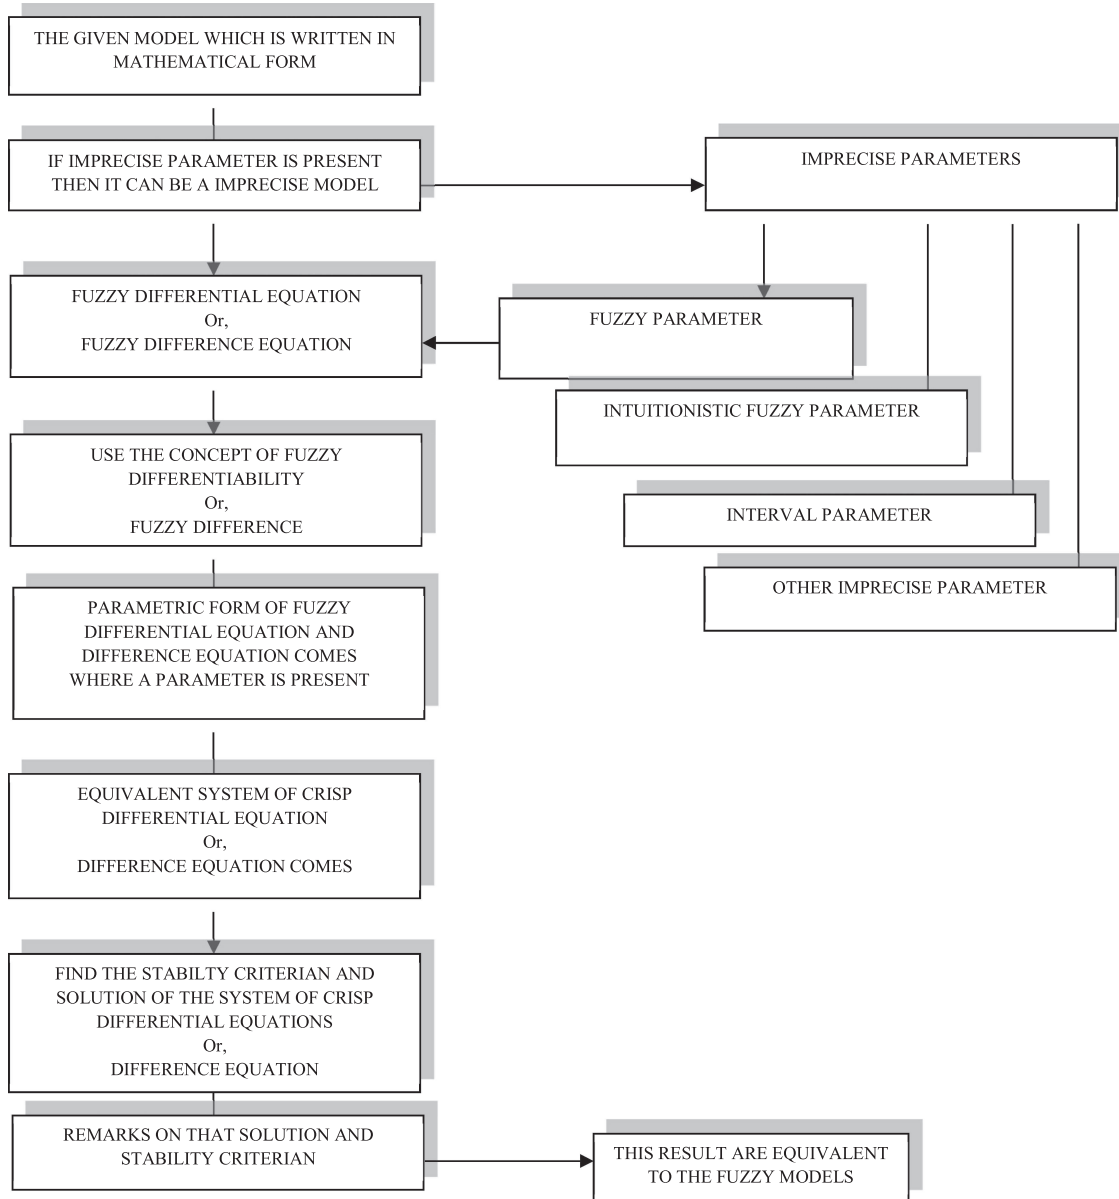 THE GIVEN MODEL WHICH IS WRITTEN IN
MATHEMATICAL FORM
IF IMPRECISE PARAMETER IS PRESENT
THEN IT CAN BE A IMPRECISE MODEL
IMPRECISE PARAMETERS
FUZZY DIFFERENTIAL EQUATION
Or,
FUZZY DIFFERENCE EQUATION
FUZZY PARAMETER
INTUITIONISTIC FUZZY PARAMETER
USE THE CONCEPT OF FUZZY
DIFFERENTIABILITY
Or,
FUZZY DIFFERENCE
INTERVAL PARAMETER
OTHER IMPRECISE PARAMETER
PARAMETRIC FORM OF FUZZY
DIFFERENTIAL EQUATION AND
DIFFERENCE EQUATION COMES
WHERE A PARAMETER IS PRESENT
EQUIVALENT SYSTEM OF CRISP
DIFFERENTIAL EQUATION
Or,
DIFFERENCE EQUATION COMES
FIND THE STABILTY CRITERIAN AND
SOLUTION OF THE SYSTEM OF CRISP
DIFFERENTIAL EQUATIONS
Or,
DIFFERENCE EQUATION
REMARKS ON THAT SOLUTION AND
STABILITY CRITERIAN
THIS RESULT ARE EQUIVALENT
TO THE FUZZY MODELS